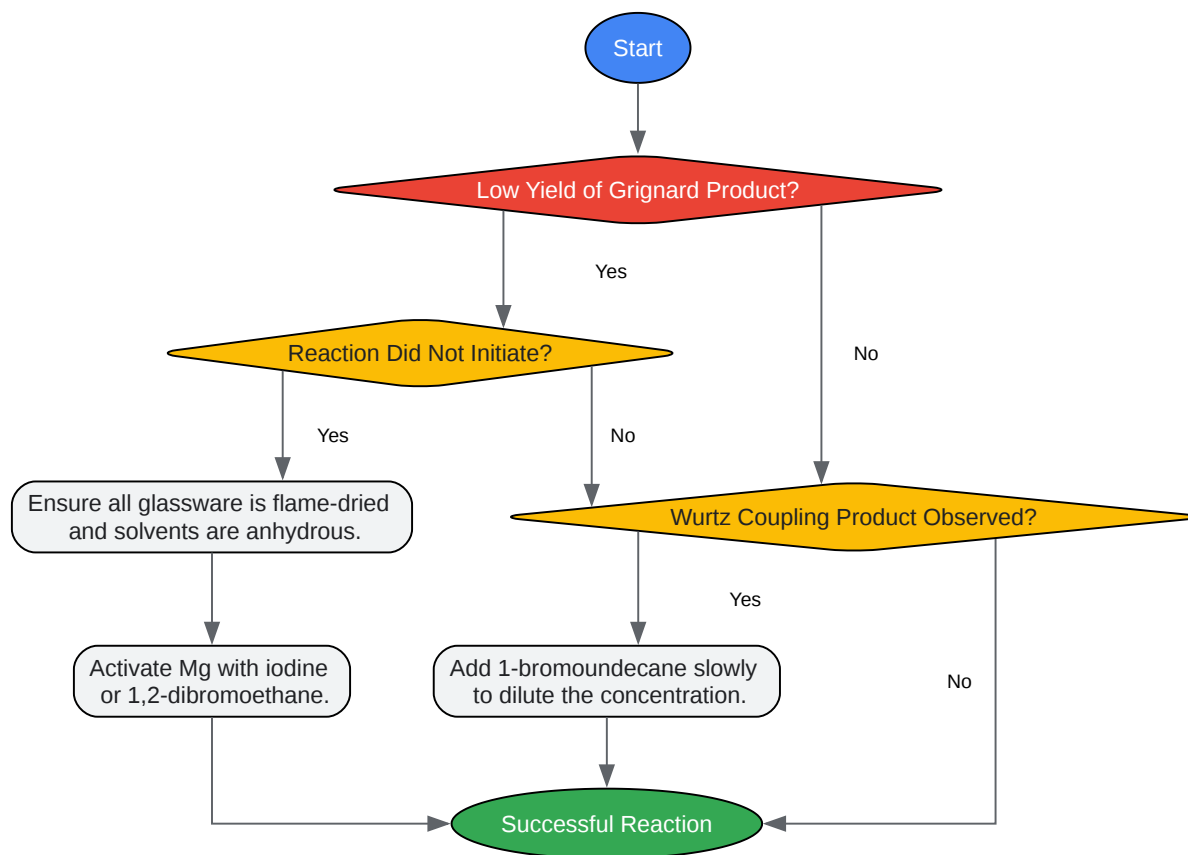 Start
Low Yield of Grignard Product?
Yes
Reaction Did Not Initiate?
No
Yes
No
Ensure all glassware is flame-dried
and solvents are anhydrous.
Wurtz Coupling Product Observed?
Yes
Activate Mg with iodine
or 1,2-dibromoethane.
Add 1-bromoundecane slowly
to dilute the concentration.
No
Successful Reaction